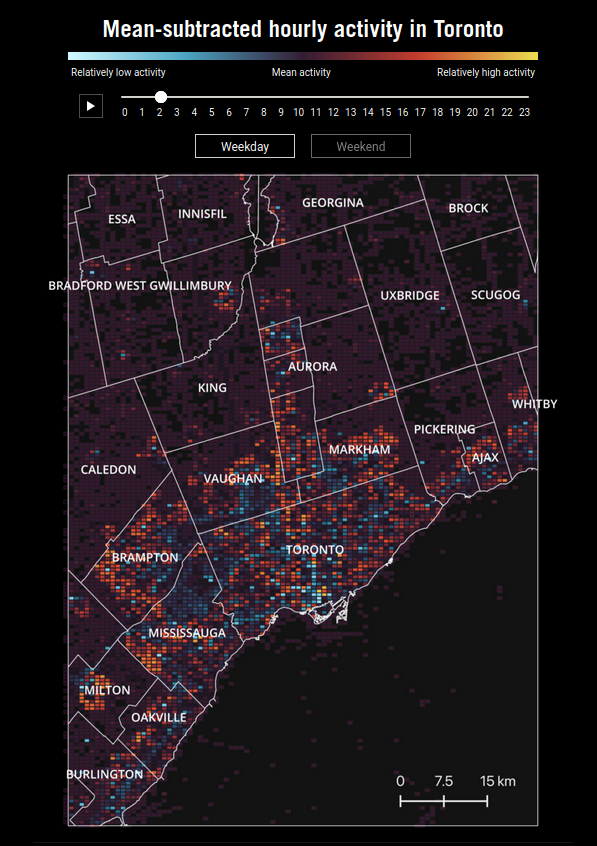 Mean-subtracted hourly activity in Toronto
Relatively low activity Mean activity Relatively high activity
0 1 2 3 4 5 6 7 8 9 10 11 12 13 14 15 16 17 18 19 20 21 22 23
Weekday Weekend
GEORGINA
BROCK
INNISFIL
ESSA
BRADFORD WEST GWILLIMBURY
UXBRIDGE SCUGOG
AURORA
KING
WHITBY
PICKERING
MARKHAM
AJAX
CALEDON
VAUGHAN
TORONTO
BRAMPTON
MISSISSAUGA
MILTON
OAKVILLE
BURLINGTON
0 7.5 15 km